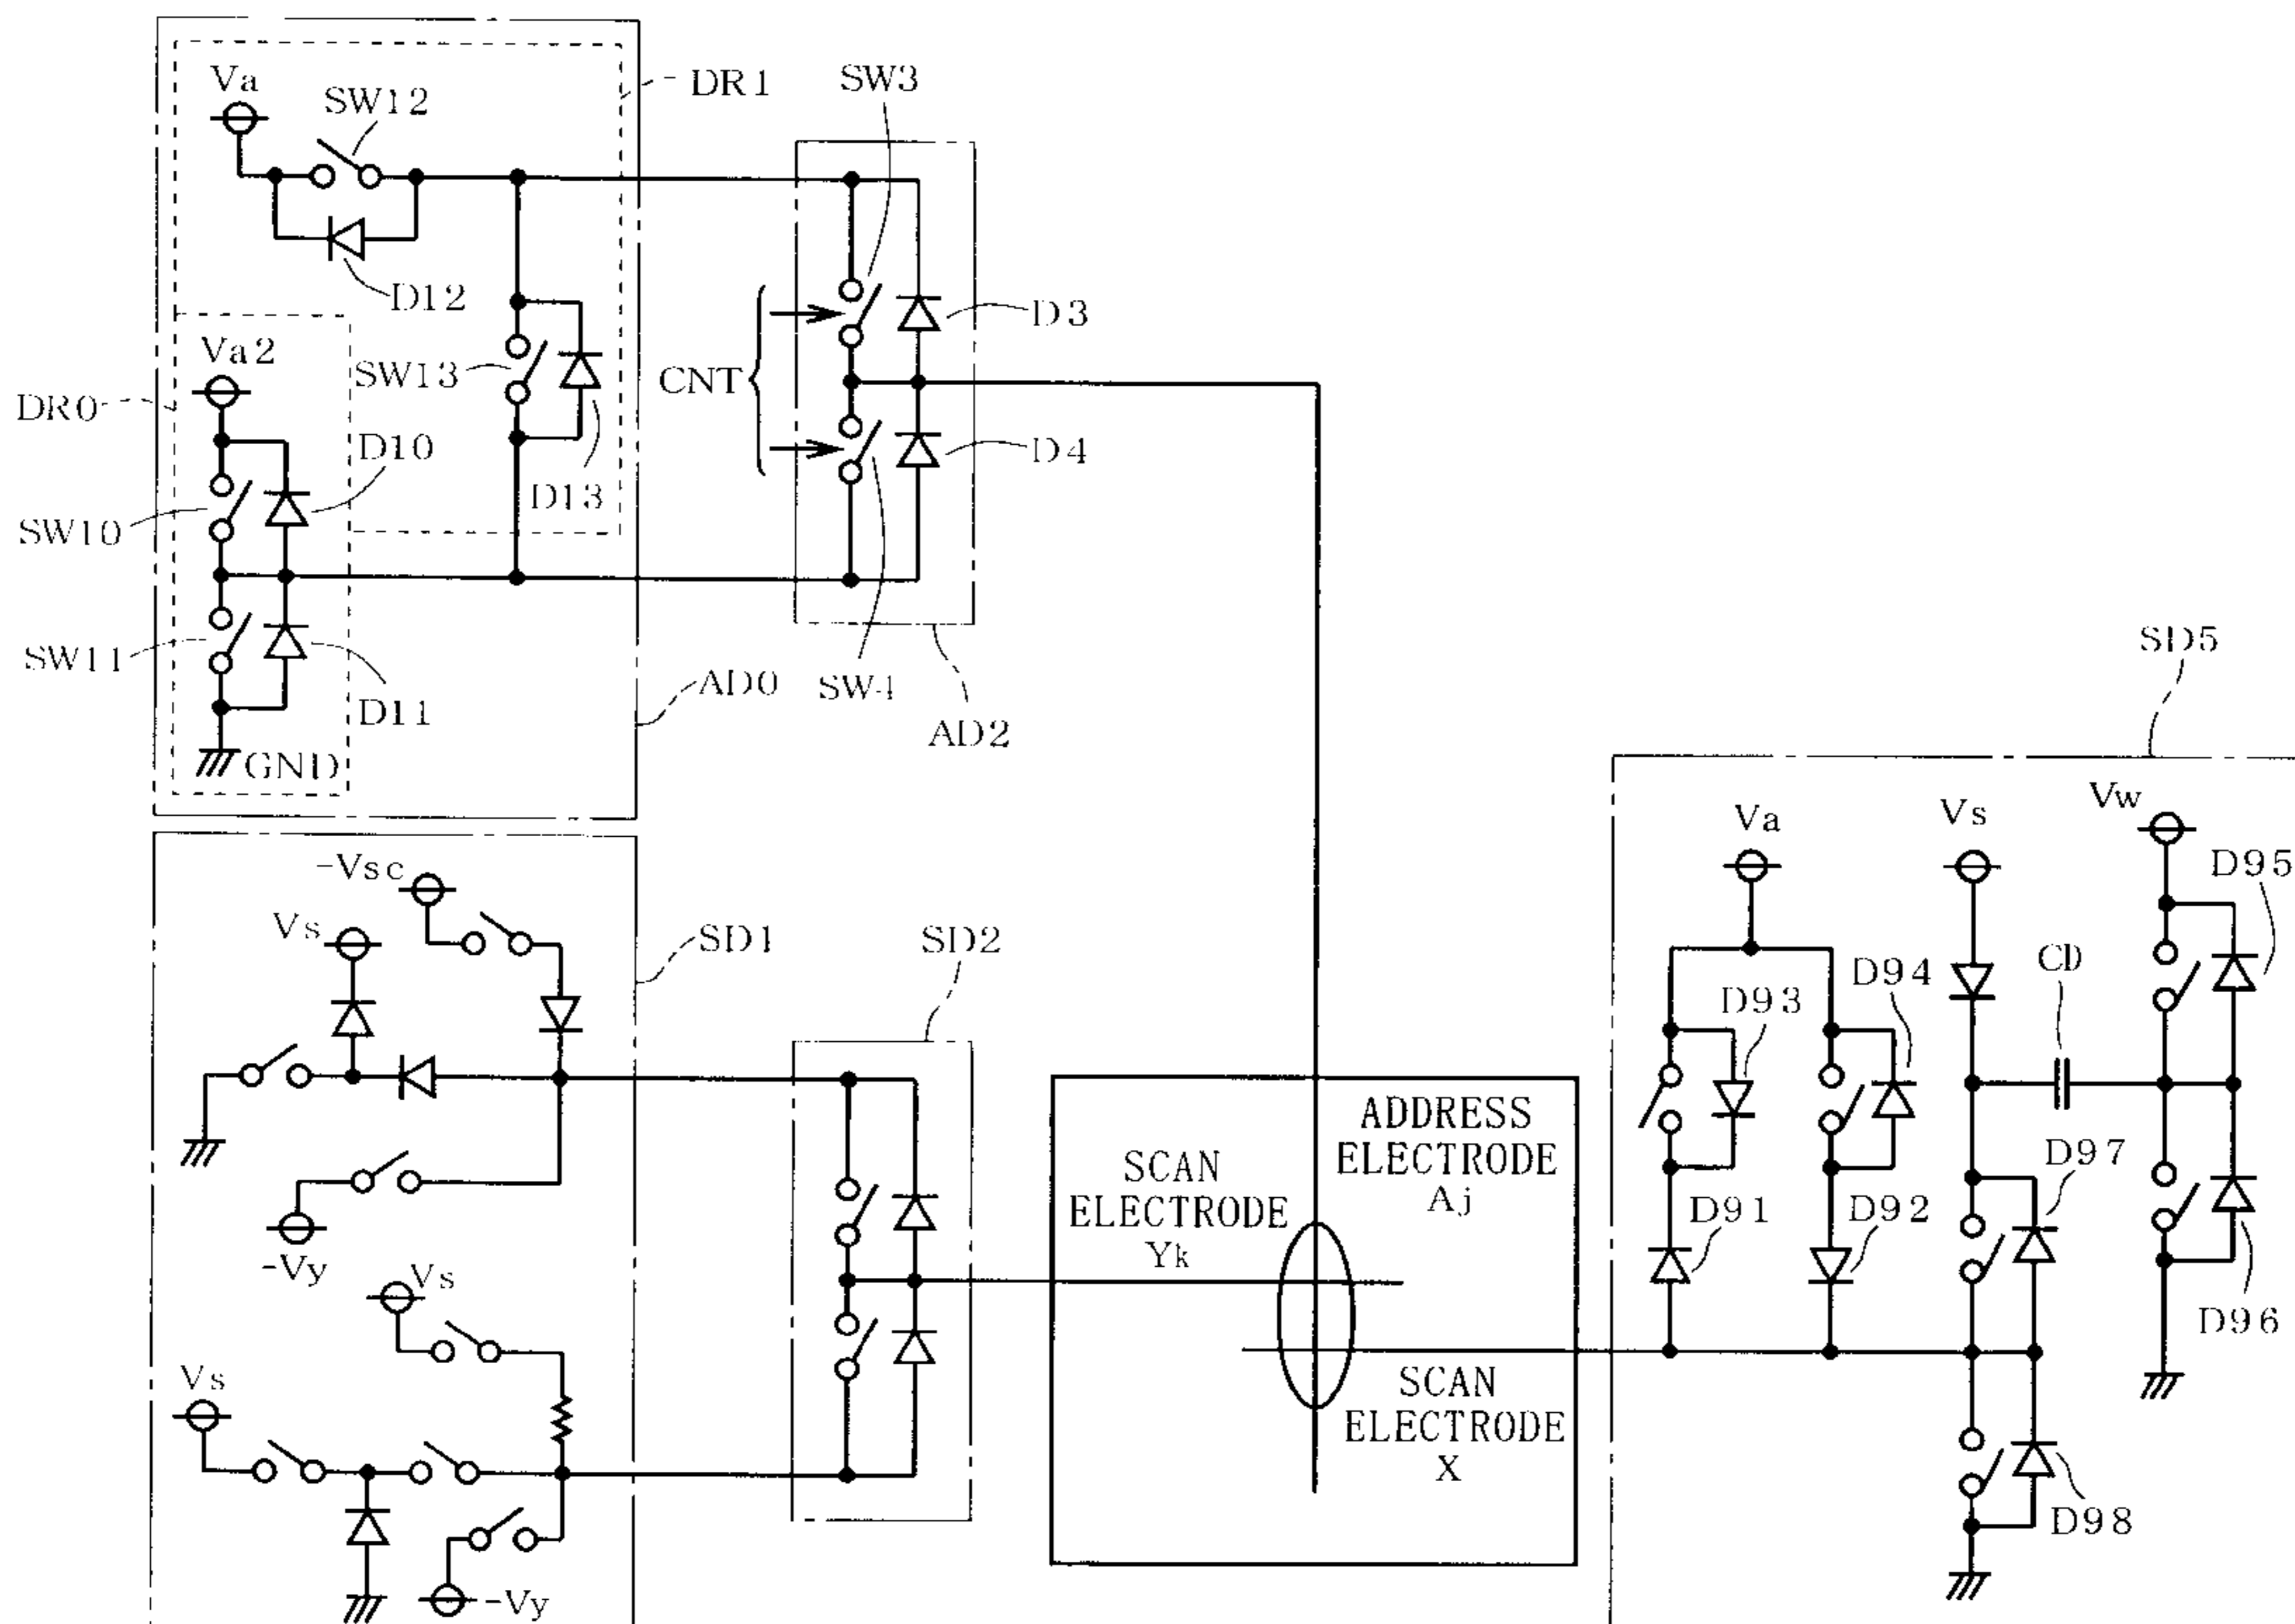 Va
SW12
DR1
SW3
D12
D3
Va2
SW13
CNT
DR0
D10
D4
D13
SW10
SW11
D11
AD0
SW4
AD2
GND
SD5
-Vsc
Vs
SD1
SD2
-Vy
Vs
Vs
-Vy
SCAN
ELECTRODE
Yk
ADDRESS
ELECTRODE
Aj
SCAN
ELECTRODE
X
Va
Vs
Vw
D95
D93
D94
CD
D97
D91
D92
D96
D98